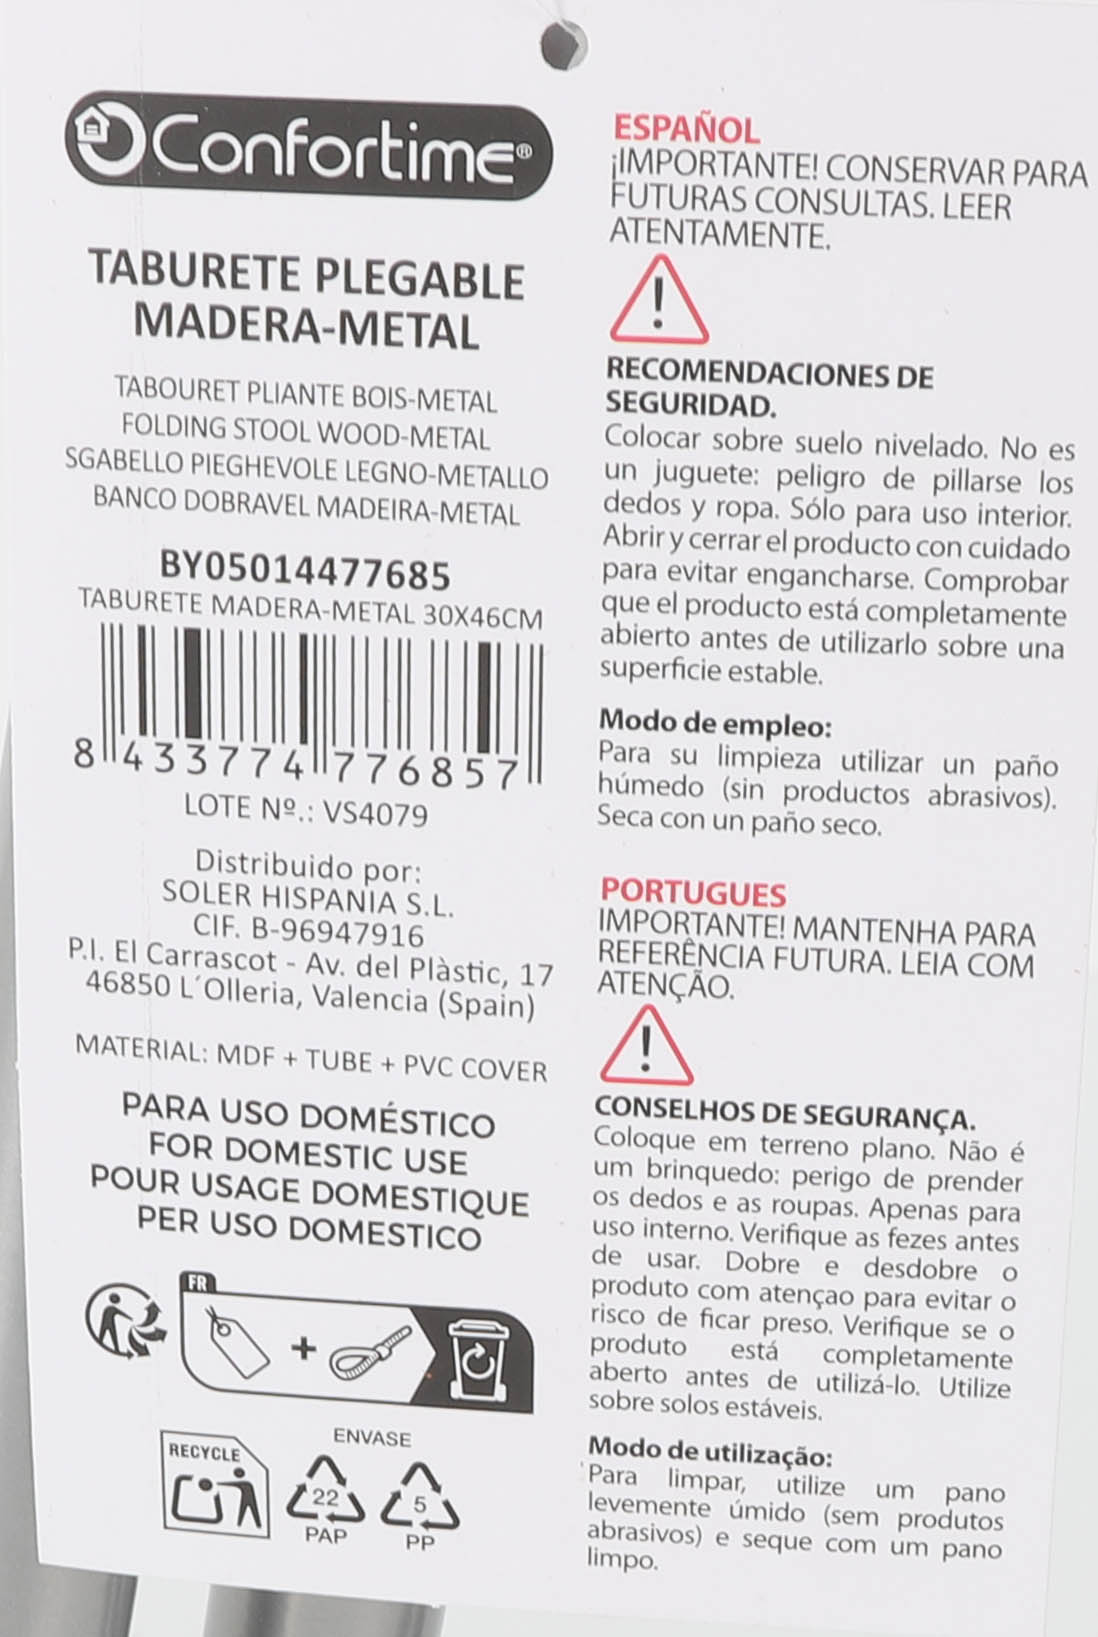 Confortime®
TABURETE PLEGABLE
MADERA-METAL
TABOURET PLIANTE BOIS-METAL
FOLDING STOOL WOOD-METAL
SGABELLO PIEGHEVOLE LEGNO-METALLO
BANCO DOBRAVEL MADEIRA-METAL
BY05014477685
TABURETE MADERA-METAL 30X46CM
8 433774 776857
LOTE Nº.: VS4079
Distribuido por:
SOLER HISPANIA S.L.
CIF. B-96947916
P.I. El Carrascot - Av. del Plàstic, 17
46850 L´Olleria, Valencia (Spain)
MATERIAL: MDF + TUBE + PVC COVER
PARA USO DOMÉSTICO
FOR DOMESTIC USE
POUR USAGE DOMESTIQUE
PER USO DOMESTICO
FR
+
ENVASE
RECYCLE
22
PAP
5
PP
ESPAÑOL
¡IMPORTANTE! CONSERVAR PARA
FUTURAS CONSULTAS. LEER
ATENTAMENTE.
!
RECOMENDACIONES DE
SEGURIDAD.
Colocar sobre suelo nivelado. No es
un juguete: peligro de pillarse los
dedos y ropa. Sólo para uso interior.
Abrir y cerrar el producto con cuidado
para evitar engancharse. Comprobar
que el producto está completamente
abierto antes de utilizarlo sobre una
superficie estable.
Modo de empleo:
Para su limpieza utilizar un paño
húmedo (sin productos abrasivos).
Seca con un paño seco.
PORTUGUES
IMPORTANTE! MANTENHA PARA
REFERÊNCIA FUTURA. LEIA COM
ATENÇÃO.
!
CONSELHOS DE SEGURANÇA.
Coloque em terreno plano. Não é
um brinquedo: perigo de prender
os dedos e as roupas. Apenas para
uso interno. Verifique as fezes antes
de usar. Dobre e desdobre o
produto com atençao para evitar o
risco de ficar preso. Verifique se o
produto está completamente
aberto antes de utilizá-lo. Utilize
sobre solos estáveis.
Modo de utilização:
Para limpar, utilize um pano
levemente úmido (sem produtos
abrasivos) e seque com um pano
limpo.